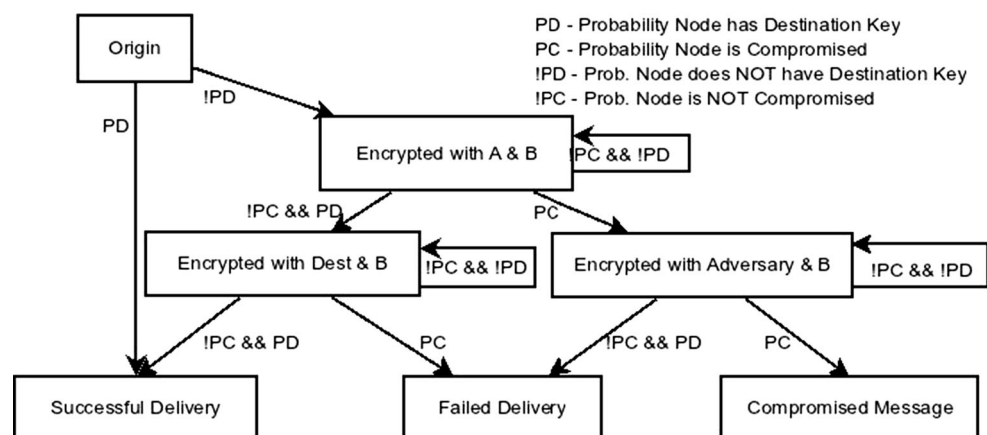 PD - Probability Node has Destination Key
Origin
PC - Probability Node is Compromised
!PD - Prob. Node does NOT have Destination Key
!PC - Prob. Node is NOT Compromised
!PD
PD
Encrypted with A & B
!PC && !PD
!PC && PD
PC
Encrypted with Dest & B
!PC && !PD
Encrypted with Adversary & B
!PC && !PD
!PC && PD
PC
!PC && PD
PC
Successful Delivery
Failed Delivery
Compromised Message